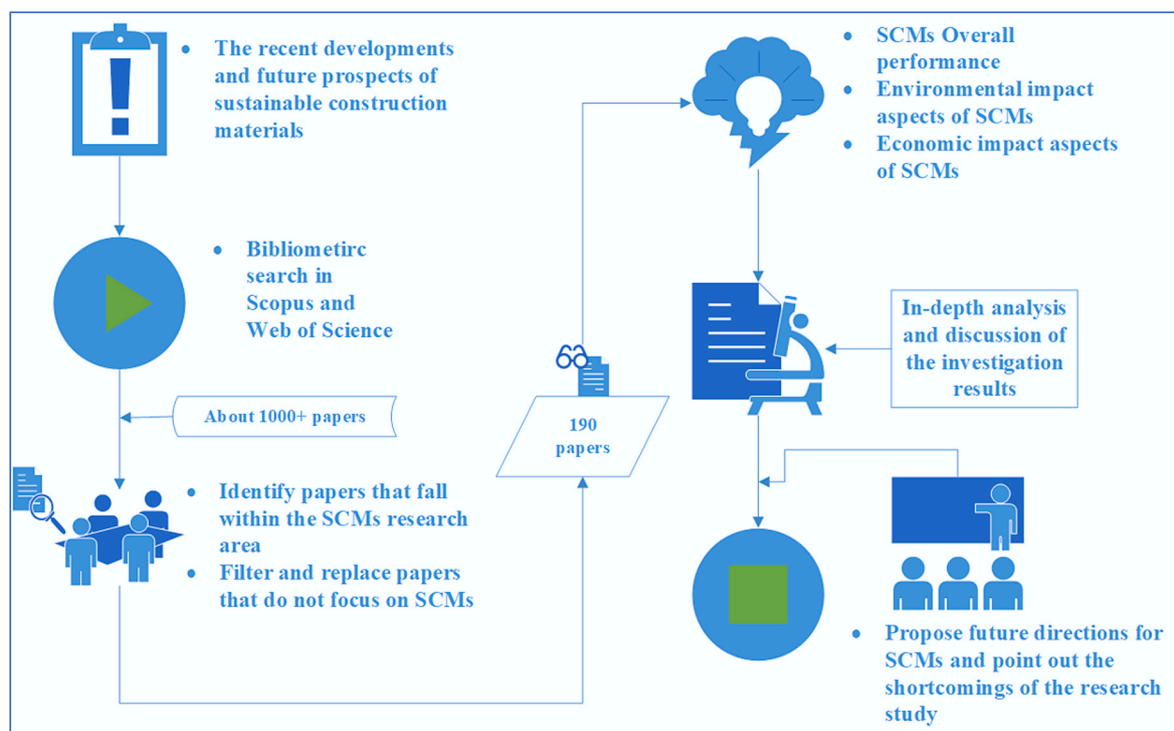 • The recent developments
and future prospects of
sustainable construction
materials
• Bibliometirc
search in
Scopus and
Web of Science
About 1000+ papers
• Identify papers that fall
within the SCMs research
area
• Filter and replace papers
that do not focus on SCMs
190
papers
• SCMs Overall
performance
• Environmental impact
aspects of SCMs
• Economic impact aspects
of SCMs
In-depth analysis
and discussion of
the investigation
results
• Propose future directions for
SCMs and point out the
shortcomings of the research
study